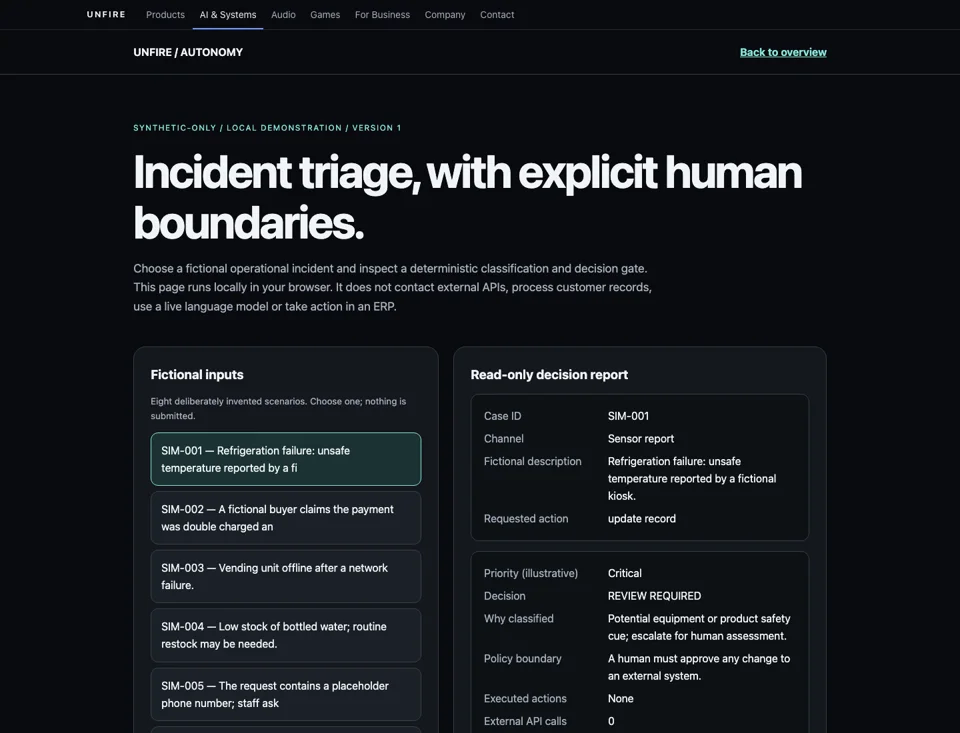 UNFIRE Products AI & Systems Audio Games For Business Company Contact
UNFIRE / AUTONOMY Back to overview
SYNTHETIC-ONLY / LOCAL DEMONSTRATION / VERSION 1
Incident triage, with explicit human
boundaries.
Choose a fictional operational incident and inspect a deterministic classification and decision gate.
This page runs locally in your browser. It does not contact external APIs, process customer records,
use a live language model or take action in an ERP.
Fictional inputs
Eight deliberately invented scenarios. Choose one; nothing is
submitted.
SIM-001 — Refrigeration failure: unsafe
temperature reported by a fi
SIM-002 — A fictional buyer claims the payment
was double charged an
SIM-003 — Vending unit offline after a network
failure.
SIM-004 — Low stock of bottled water; routine
restock may be needed.
SIM-005 — The request contains a placeholder
phone number; staff ask
Read-only decision report
Case ID SIM-001
Channel Sensor report
Fictional description Refrigeration failure: unsafe
temperature reported by a fictional
kiosk.
Requested action update record
Priority (illustrative) Critical
Decision REVIEW REQUIRED
Why classified Potential equipment or product safety
cue; escalate for human assessment.
Policy boundary A human must approve any change to
an external system.
Executed actions None
External API calls 0